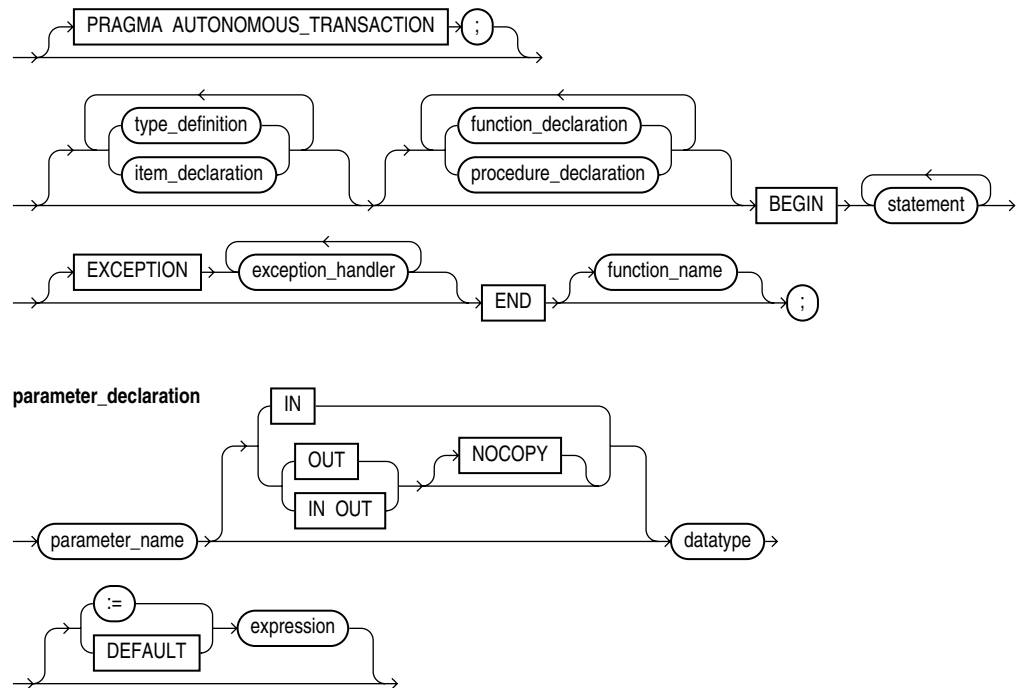 PRAGMA AUTONOMOUS_TRANSACTION ;
type_definition function_declaration
item_declaration procedure_declaration
BEGIN statement
EXCEPTION exception_handler function_name
END ;
parameter_declaration
IN
OUT NOCOPY
IN OUT
parameter_name datatype
:= expression
DEFAULT